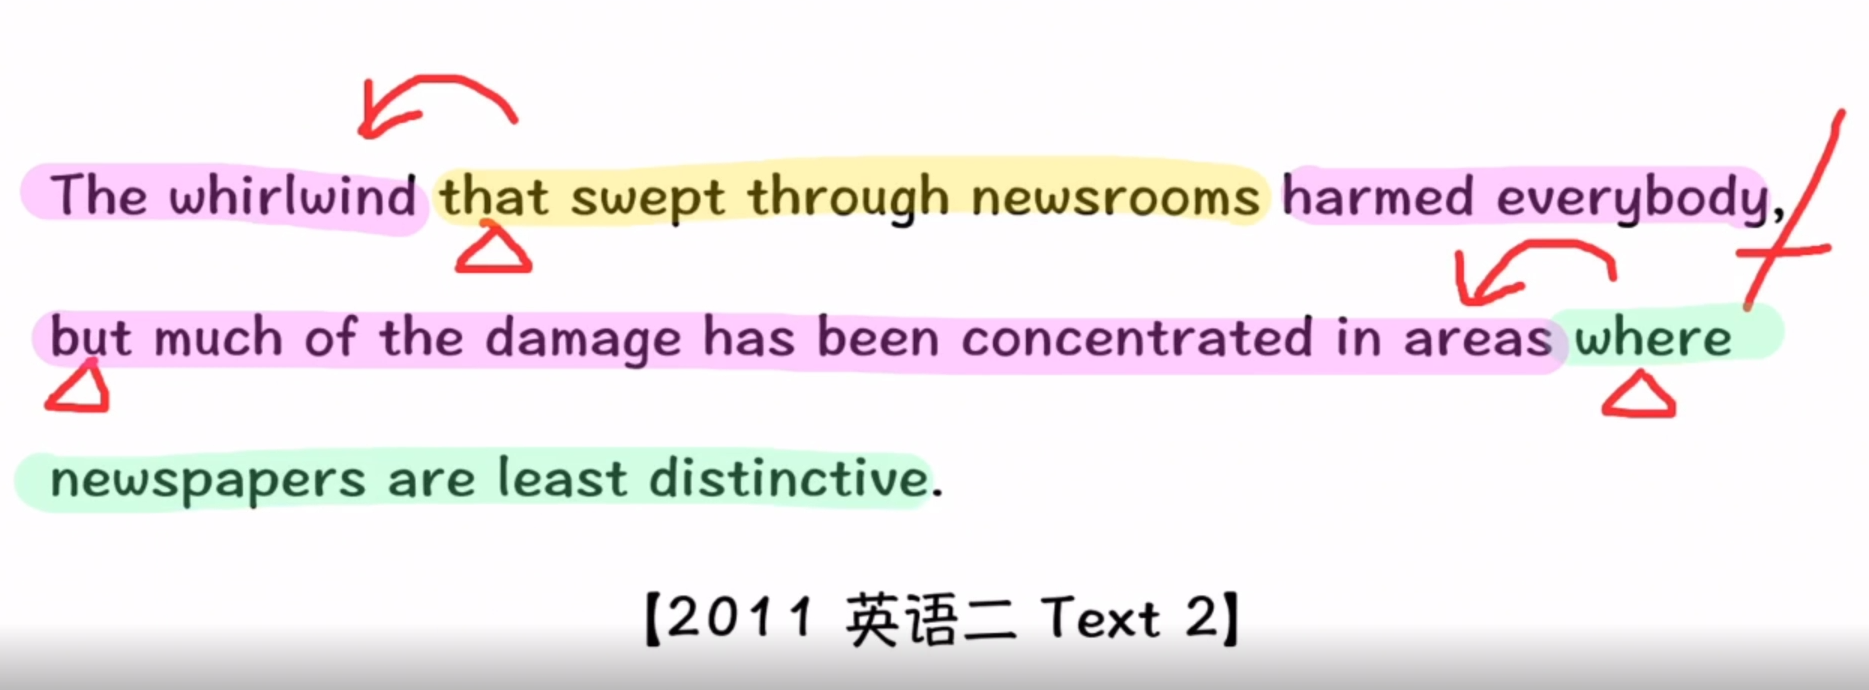 The whirlwind that swept through newsrooms harmed everybody,
but much of the damage has been concentrated in areas where
newspapers are least distinctive.
【2011 英语二 Text 2】